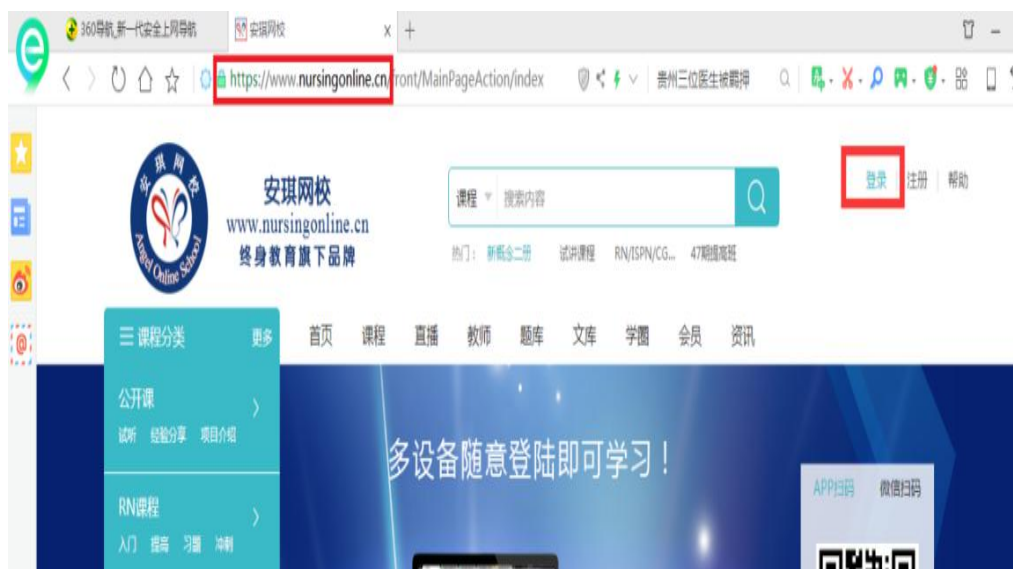 360导航_新一代安全上网导航
安琪网校
https://www.nursingonline.cn/front/MainPageAction/index
贵州三位医生被羁押
安琪网校
Angel Online School
安琪网校
www.nursingonline.cn
终身教育旗下品牌
课程 搜索内容
登录 注册 帮助
热门： 新概念二册 试讲课程 RN/ISPN/CG... 47期提高班
课程分类 更多
首页 课程 直播 教师 题库 文库 学圈 会员 资讯
公开课
试听 经验分享 项目介绍
RN课程
入门 提高 习题 冲刺
多设备随意登陆即可学习！
APP扫码 微信扫码